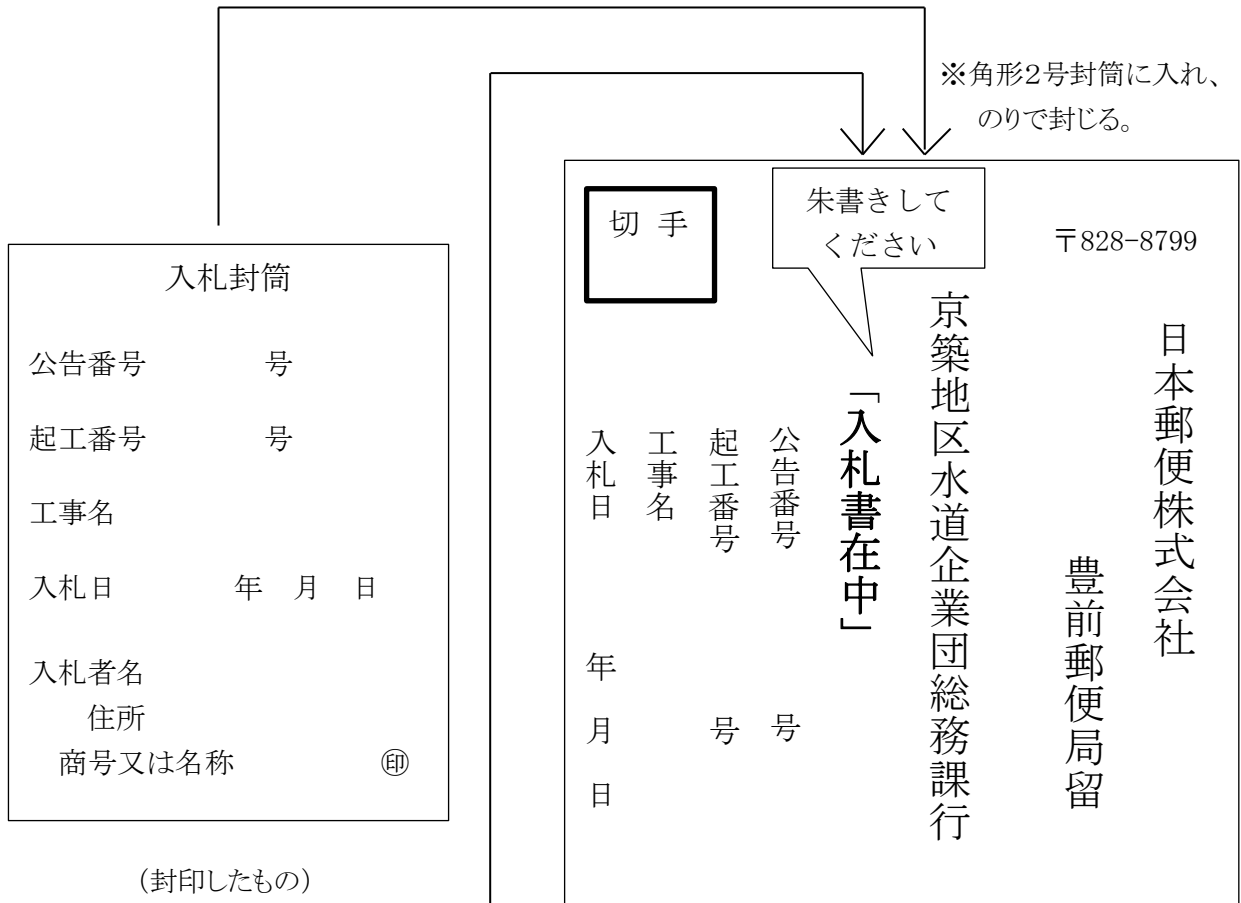 ※角形2号封筒に入れ、
のりで封じる。
入札封筒
公告番号 号
起工番号 号
工事名
入札日 年 月 日
入札者名
住所
商号又は名称 ㊞
（封印したもの）
切 手
朱書きして
ください
〒828-8799
日本郵便株式会社
豊前郵便局留
京築地区水道企業団総務課行
「入札書在中」
公告番号 号
起工番号 号
工事名
入札日 年 月 日